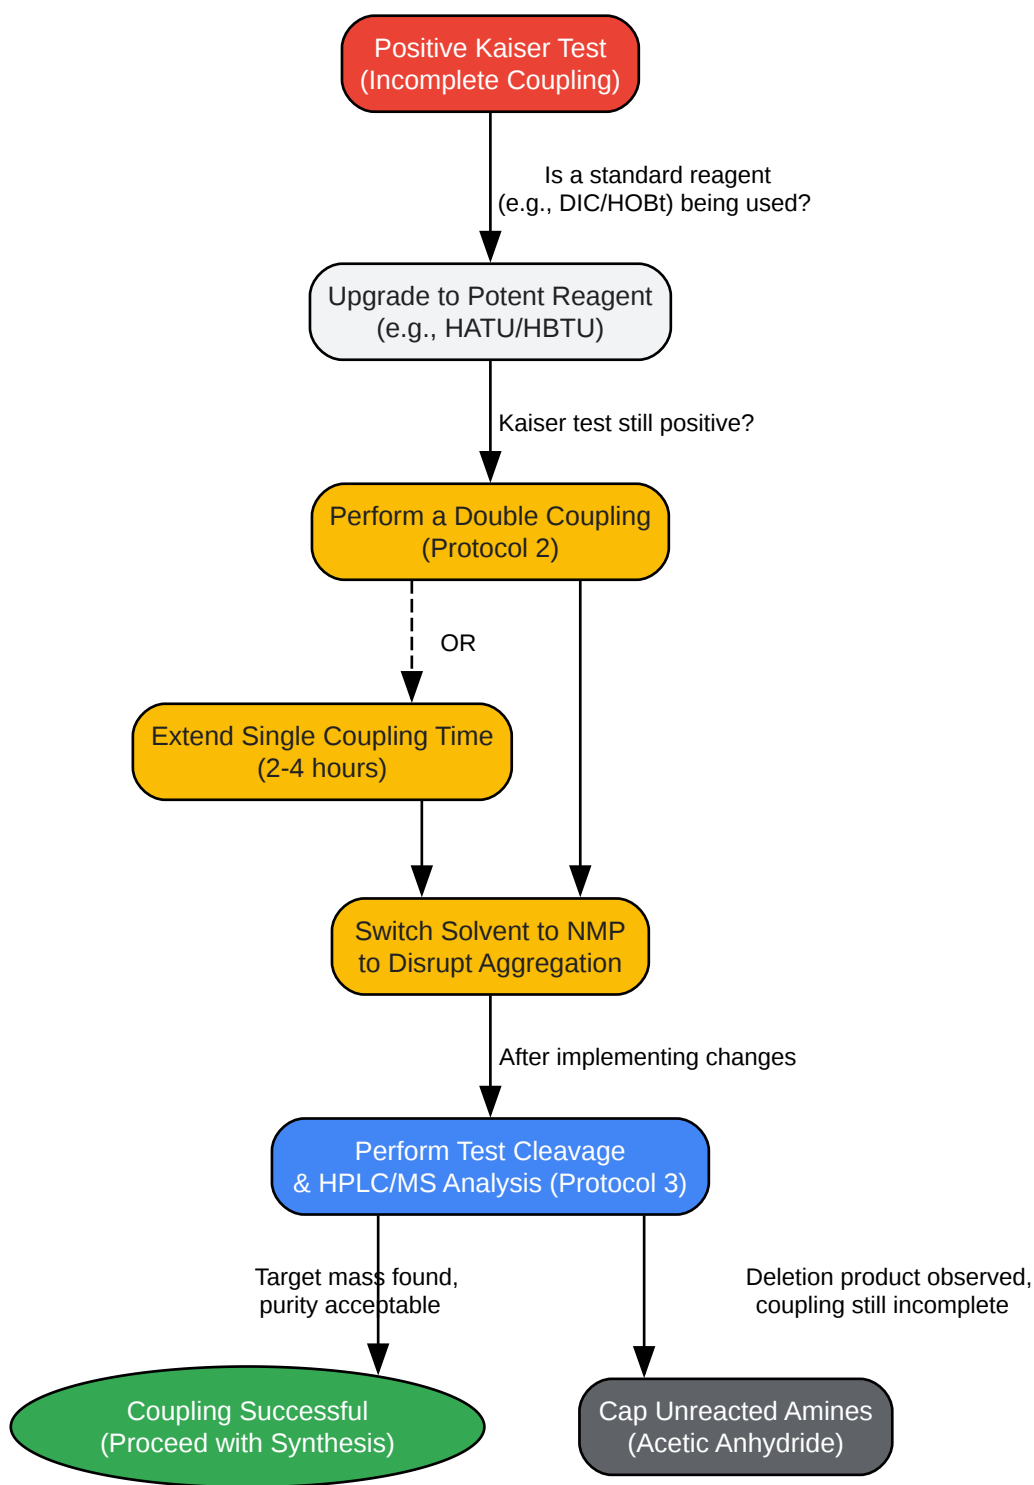 Positive Kaiser Test
(Incomplete Coupling)
Is a standard reagent
(e.g., DIC/HOBt) being used?
Upgrade to Potent Reagent
(e.g., HATU/HBTU)
Kaiser test still positive?
Perform a Double Coupling
(Protocol 2)
OR
Extend Single Coupling Time
(2-4 hours)
Switch Solvent to NMP
to Disrupt Aggregation
After implementing changes
Perform Test Cleavage
& HPLC/MS Analysis (Protocol 3)
Target mass found,
purity acceptable
Deletion product observed,
coupling still incomplete
Coupling Successful
(Proceed with Synthesis)
Cap Unreacted Amines
(Acetic Anhydride)